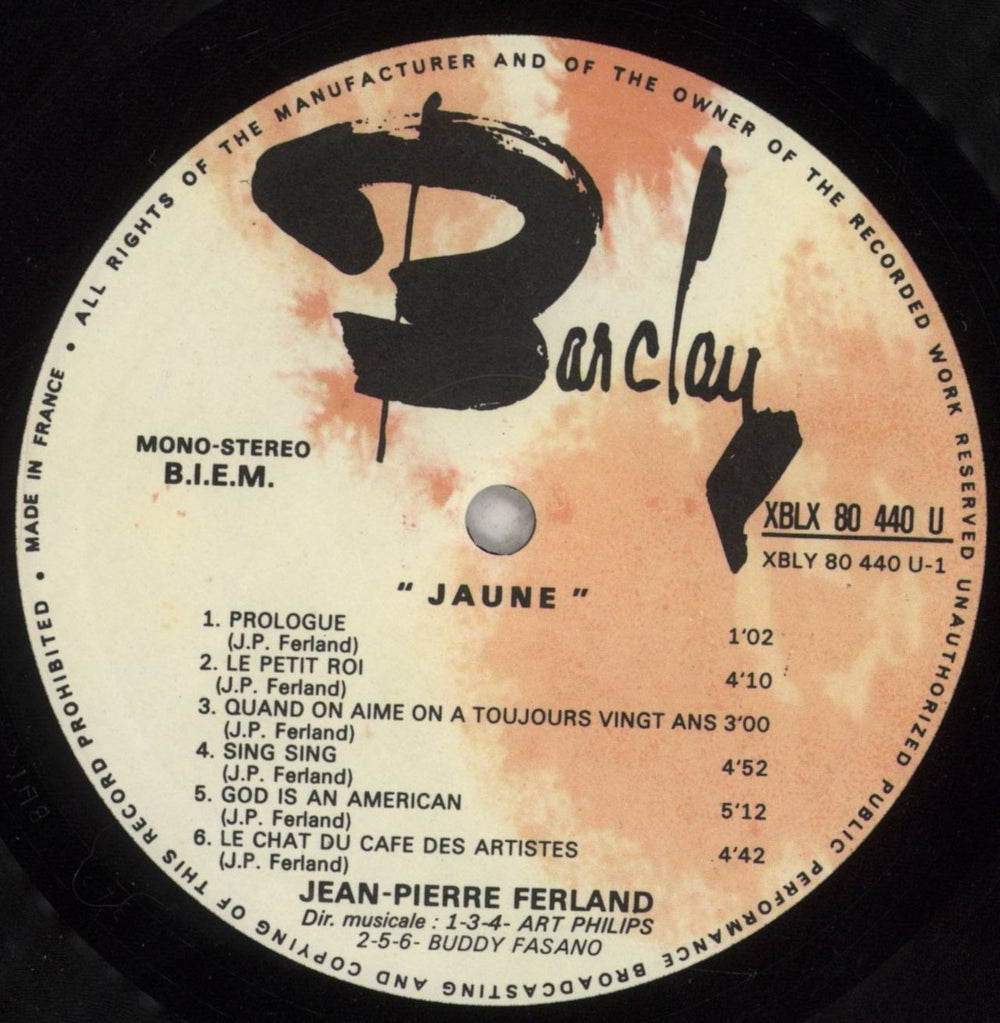 ALL RIGHTS OF THE MANUFACTURER AND OF THE OWNER OF THE RECORDED WORK RESERVED UNAUTHORIZED PUBLIC PERFORMANCE BROADCASTING AND COPYING OF THIS RECORD PROHIBITED • MADE IN FRANCE •
Barclay
MONO-STEREO
B.I.E.M.
XBLX 80 440 U
XBLY 80 440 U-1
" JAUNE "
1. PROLOGUE
(J.P. Ferland) 1'02
2. LE PETIT ROI
(J.P. Ferland) 4'10
3. QUAND ON AIME ON A TOUJOURS VINGT ANS 3'00
(J.P. Ferland)
4. SING SING
(J.P. Ferland) 4'52
5. GOD IS AN AMERICAN
(J.P. Ferland) 5'12
6. LE CHAT DU CAFE DES ARTISTES
(J.P. Ferland) 4'42
JEAN-PIERRE FERLAND
Dir. musicale : 1-3-4- ART PHILIPS
2-5-6- BUDDY FASANO